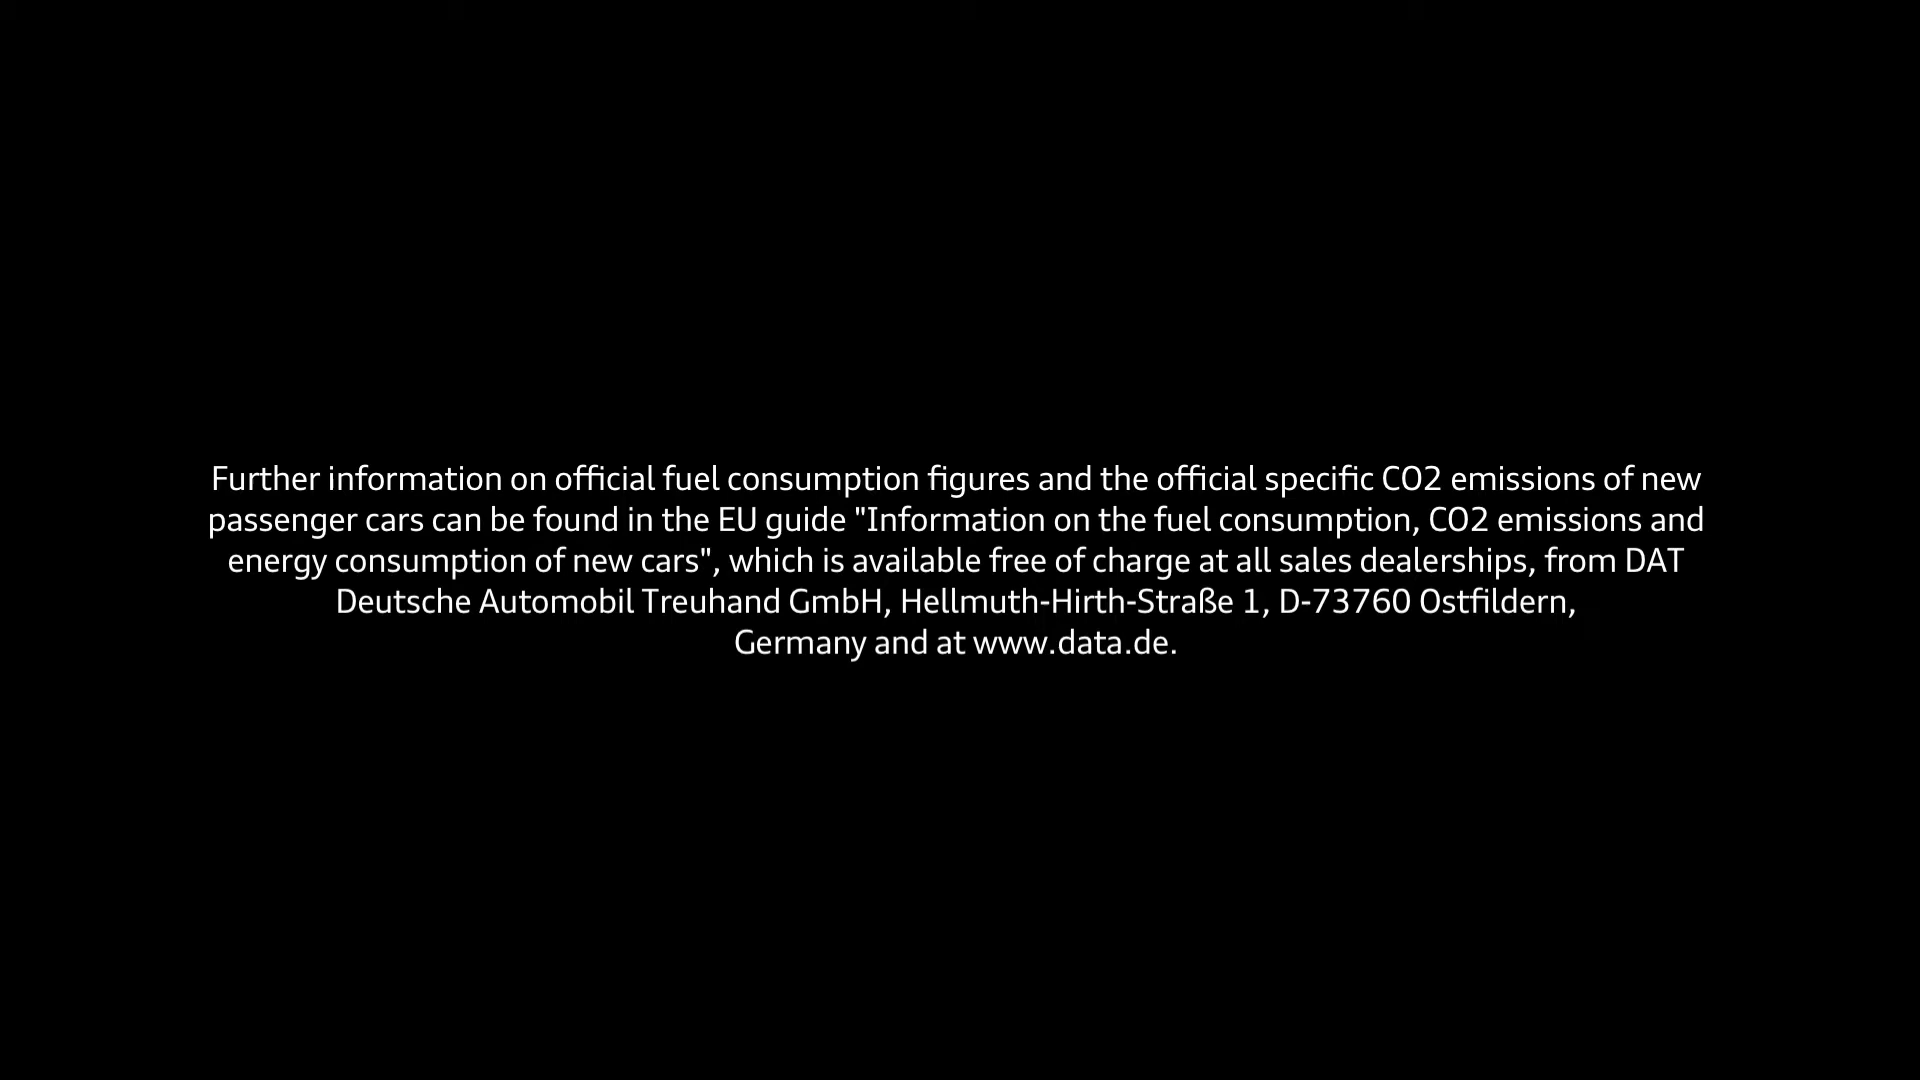 Further information on official fuel consumption figures and the official specific CO2 emissions of new
passenger cars can be found in the EU guide "Information on the fuel consumption, CO2 emissions and
energy consumption of new cars", which is available free of charge at all sales dealerships, from DAT
Deutsche Automobil Treuhand GmbH, Hellmuth-Hirth-Straße 1, D-73760 Ostfildern,
Germany and at www.data.de.